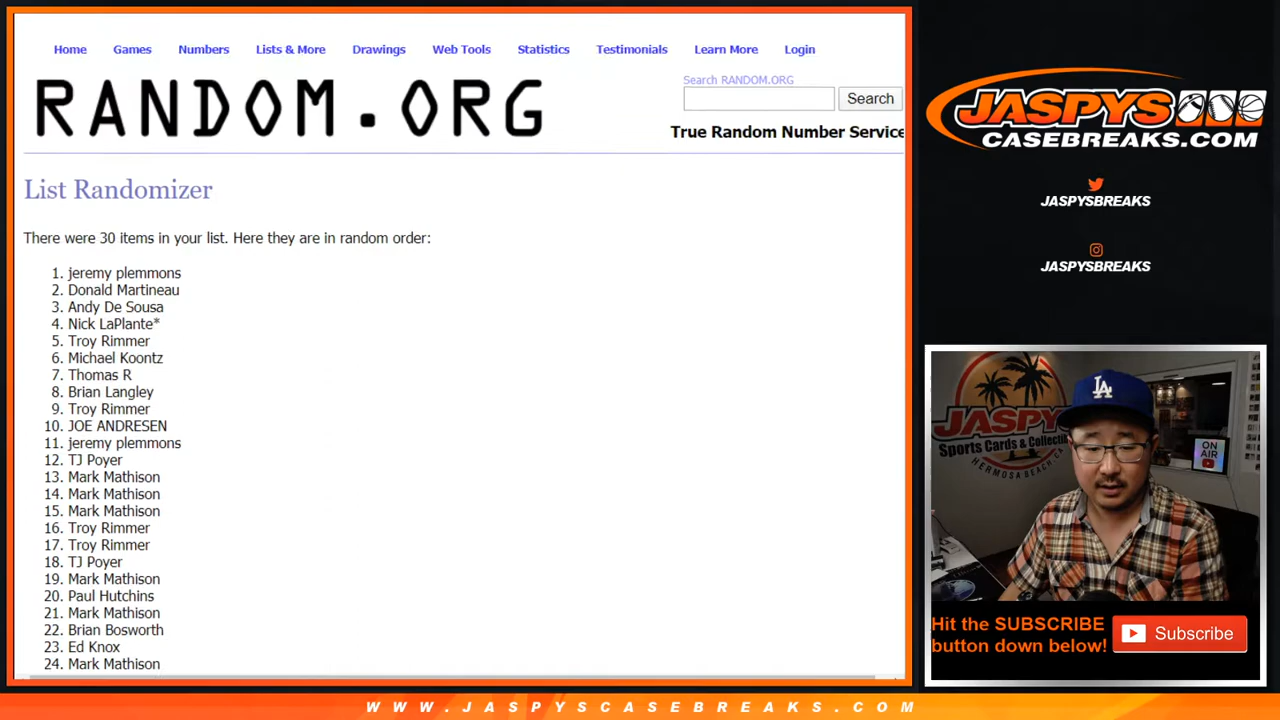 Home Games Numbers Lists & More Drawings Web Tools Statistics Testimonials Learn More Login
RANDOM.ORG
Search RANDOM.ORG
Search
True Random Number Service
List Randomizer
There were 30 items in your list. Here they are in random order:
1. jeremy plemmons
2. Donald Martineau
3. Andy De Sousa
4. Nick LaPlante*
5. Troy Rimmer
6. Michael Koontz
7. Thomas R
8. Brian Langley
9. Troy Rimmer
10. JOE ANDRESEN
11. jeremy plemmons
12. TJ Poyer
13. Mark Mathison
14. Mark Mathison
15. Mark Mathison
16. Troy Rimmer
17. Troy Rimmer
18. TJ Poyer
19. Mark Mathison
20. Paul Hutchins
21. Mark Mathison
22. Brian Bosworth
23. Ed Knox
24. Mark Mathison
JASPYS
CASEBREAKS.COM
JASPYSBREAKS
JASPYSBREAKS
JASPYS
Sports Cards & Collectibl
HERMOSA BEACH, CA
LA
ON
AIR
Hit the SUBSCRIBE
button down below!
Subscribe
WWW.JASPYSCASEBREAKS.COM